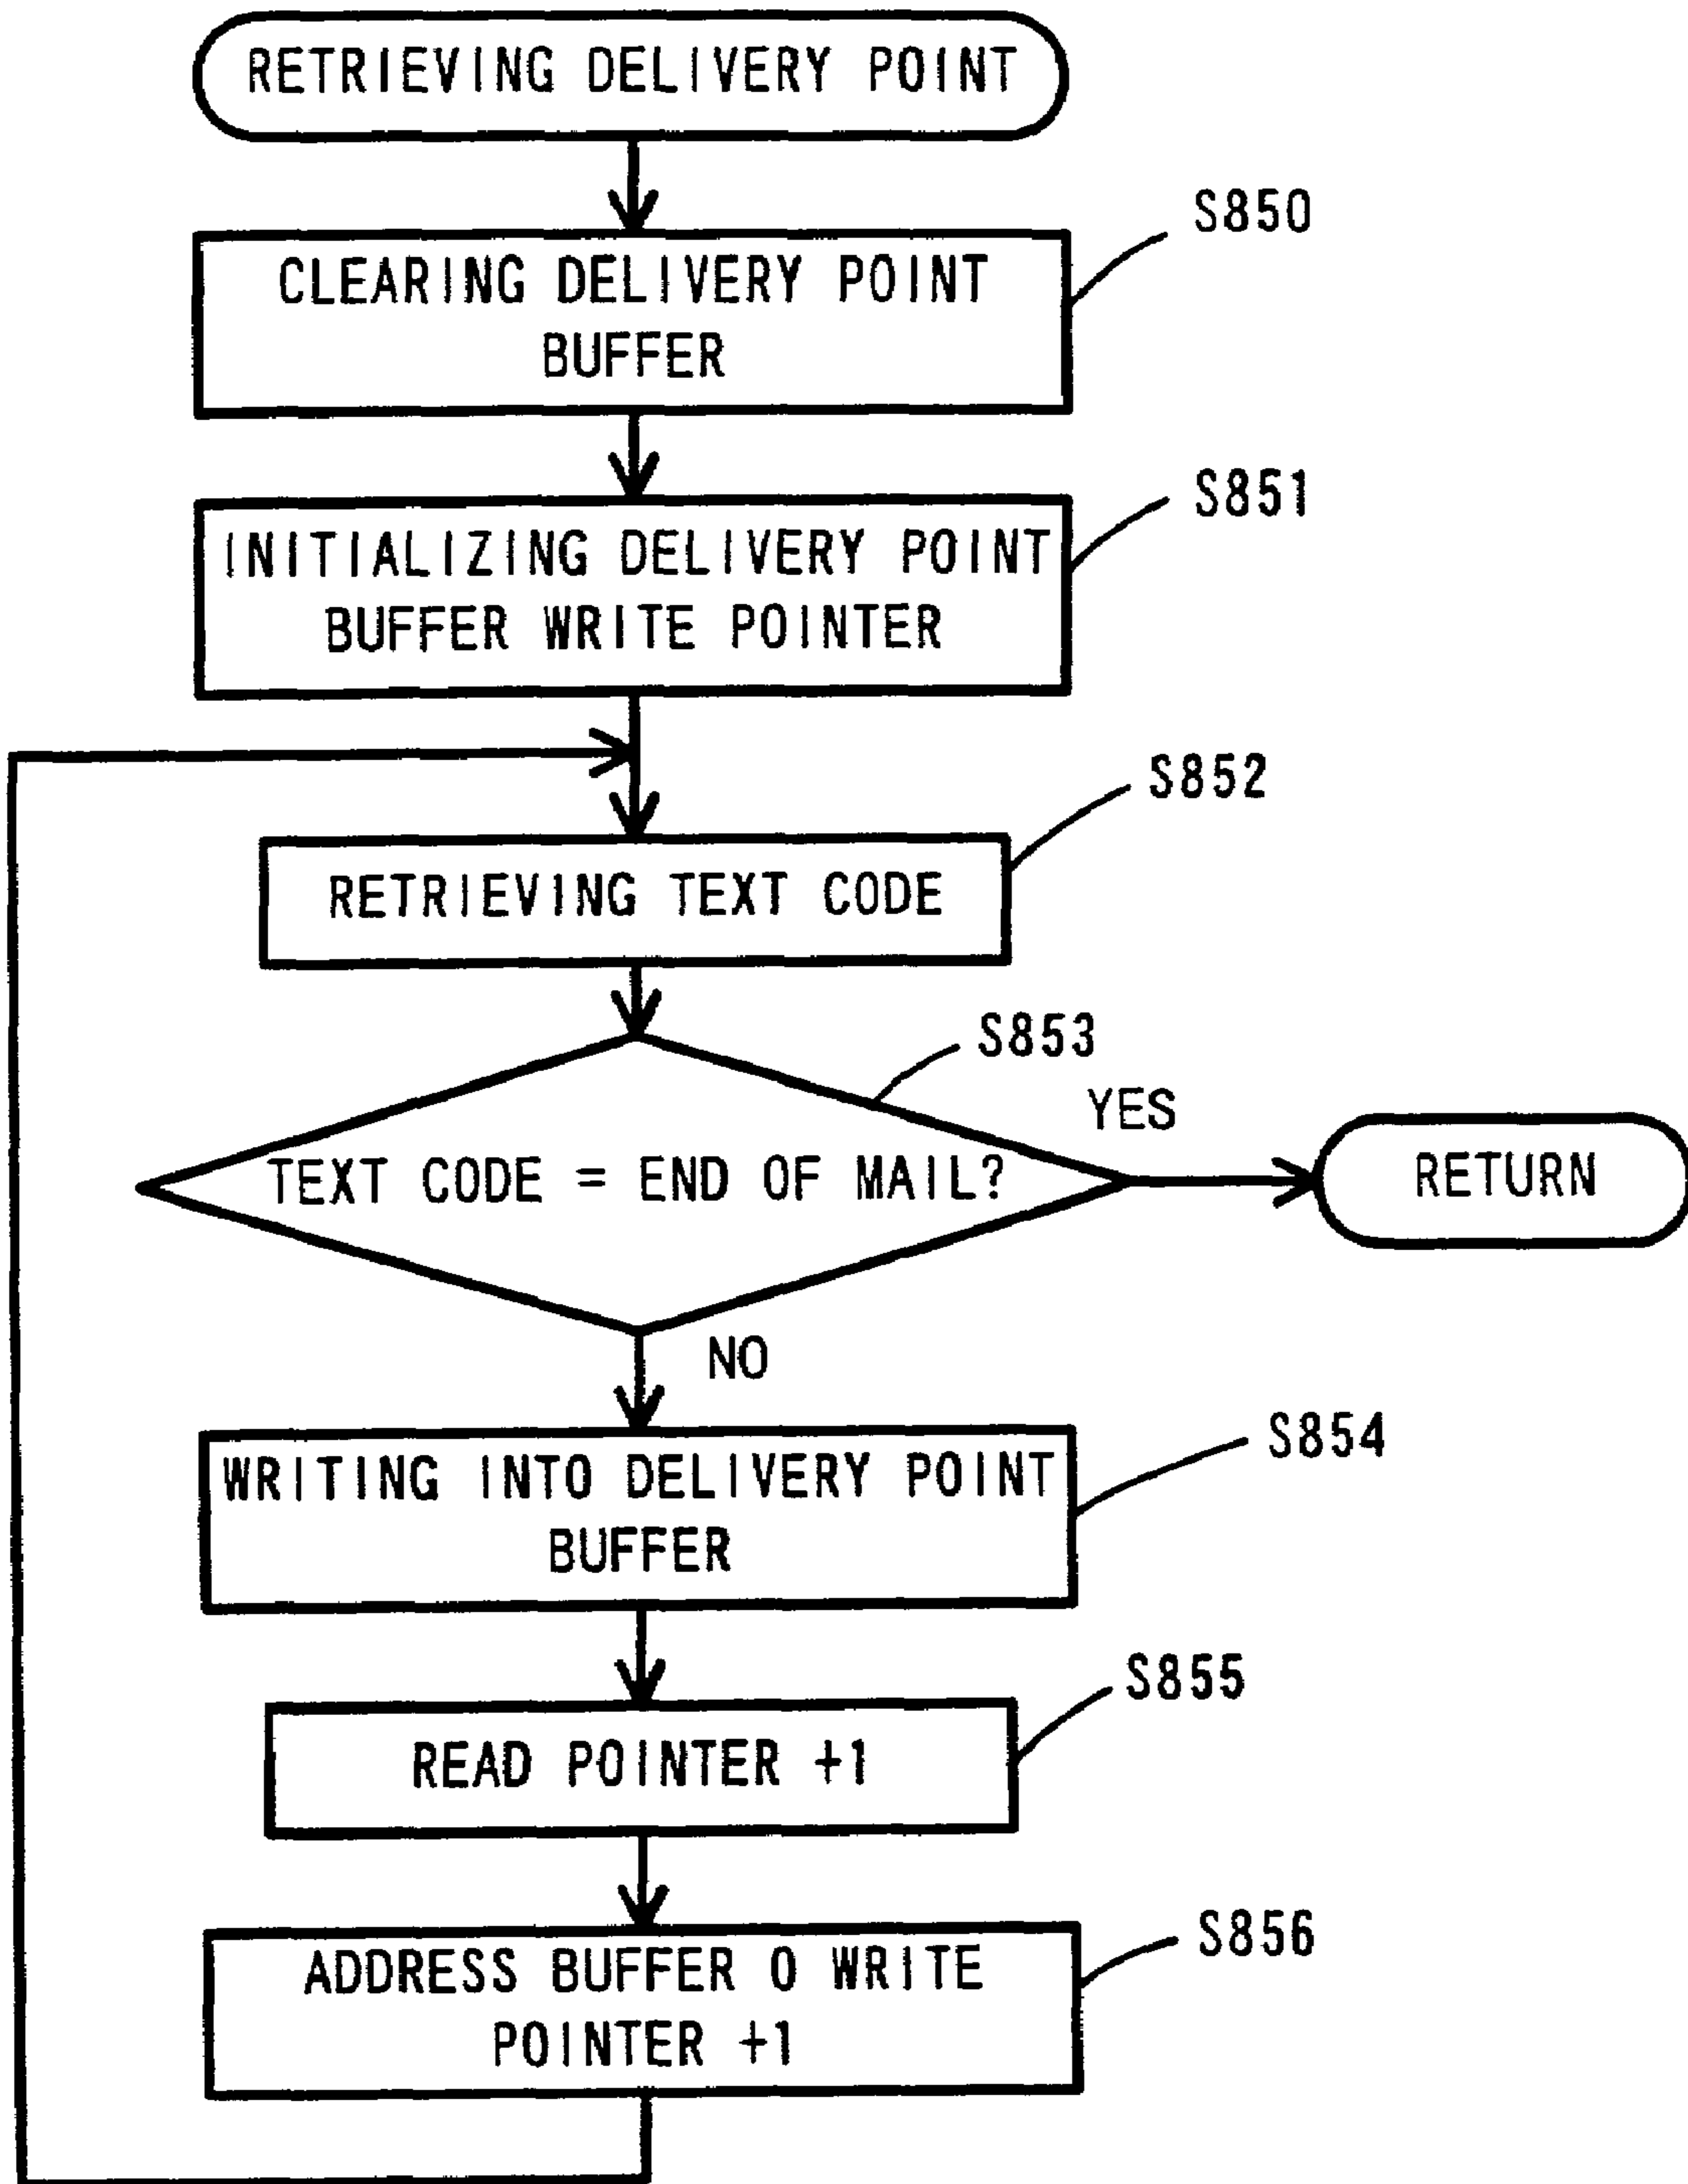 RETRIEVING DELIVERY POINT
S850
CLEARING DELIVERY POINT
BUFFER
S851
INITIALIZING DELIVERY POINT
BUFFER WRITE POINTER
S852
RETRIEVING TEXT CODE
S853
YES
TEXT CODE = END OF MAIL?
RETURN
NO
S854
WRITING INTO DELIVERY POINT
BUFFER
S855
READ POINTER +1
S856
ADDRESS BUFFER 0 WRITE
POINTER +1